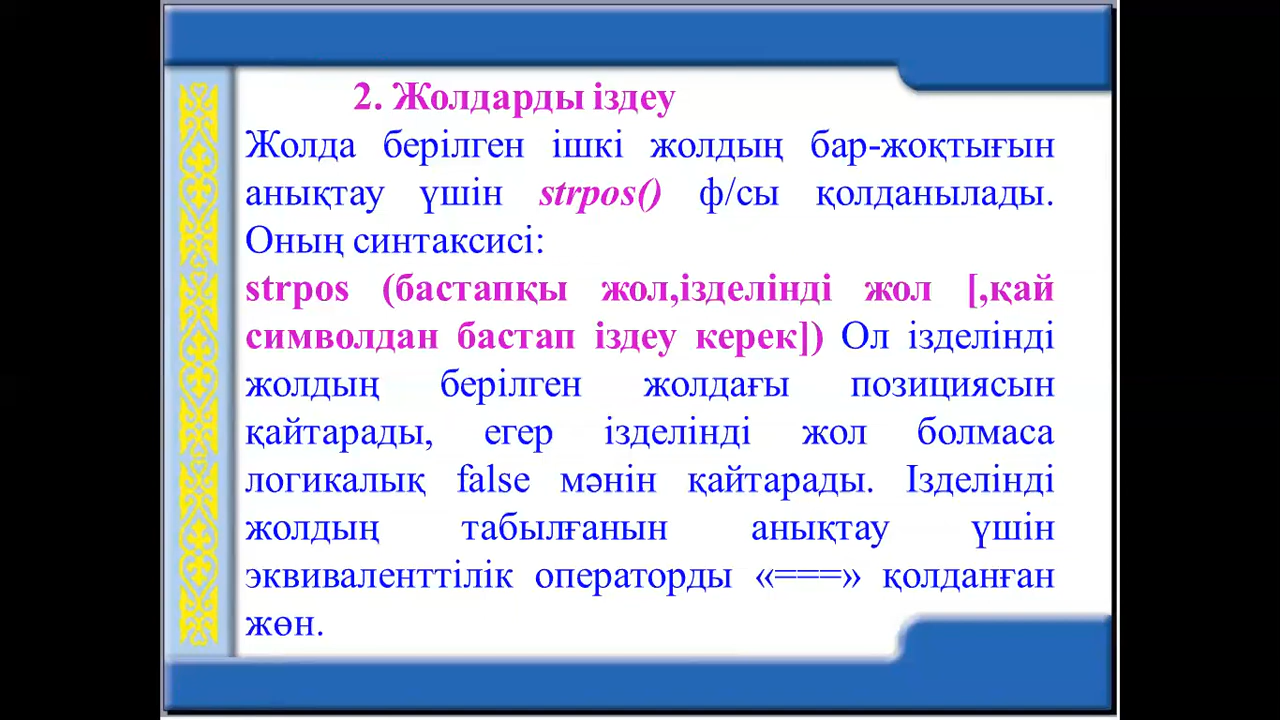 2. Жолдарды іздеу
Жолда берілген ішкі жолдың бар-жоқтығын
анықтау үшін strpos() ф/сы қолданылады.
Оның синтаксисі:
strpos (бастапқы жол,ізделінді жол [,қай
символдан бастап іздеу керек]) Ол ізделінді
жолдың берілген жолдағы позициясын
қайтарады, егер ізделінді жол болмаса
логикалық false мәнін қайтарады. Ізделінді
жолдың табылғанын анықтау үшін
эквиваленттілік операторды «===» қолданған
жөн.